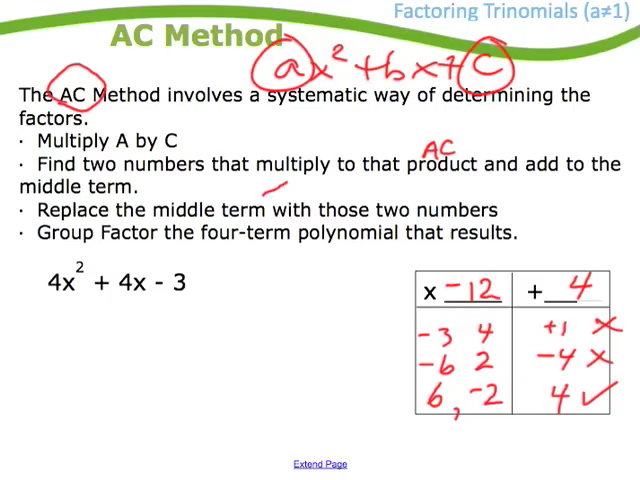 Factoring Trinomials (a≠1)
AC Method
ax² + bx + C
The AC Method involves a systematic way of determining the
factors.
· Multiply A by C
AC
· Find two numbers that multiply to that product and add to the
middle term.
· Replace the middle term with those two numbers
· Group Factor the four-term polynomial that results.
4x² + 4x - 3
x -12 + 4
-3 4 +1 ×
-6 2 -4 ×
6, -2 4 ✓
Extend Page